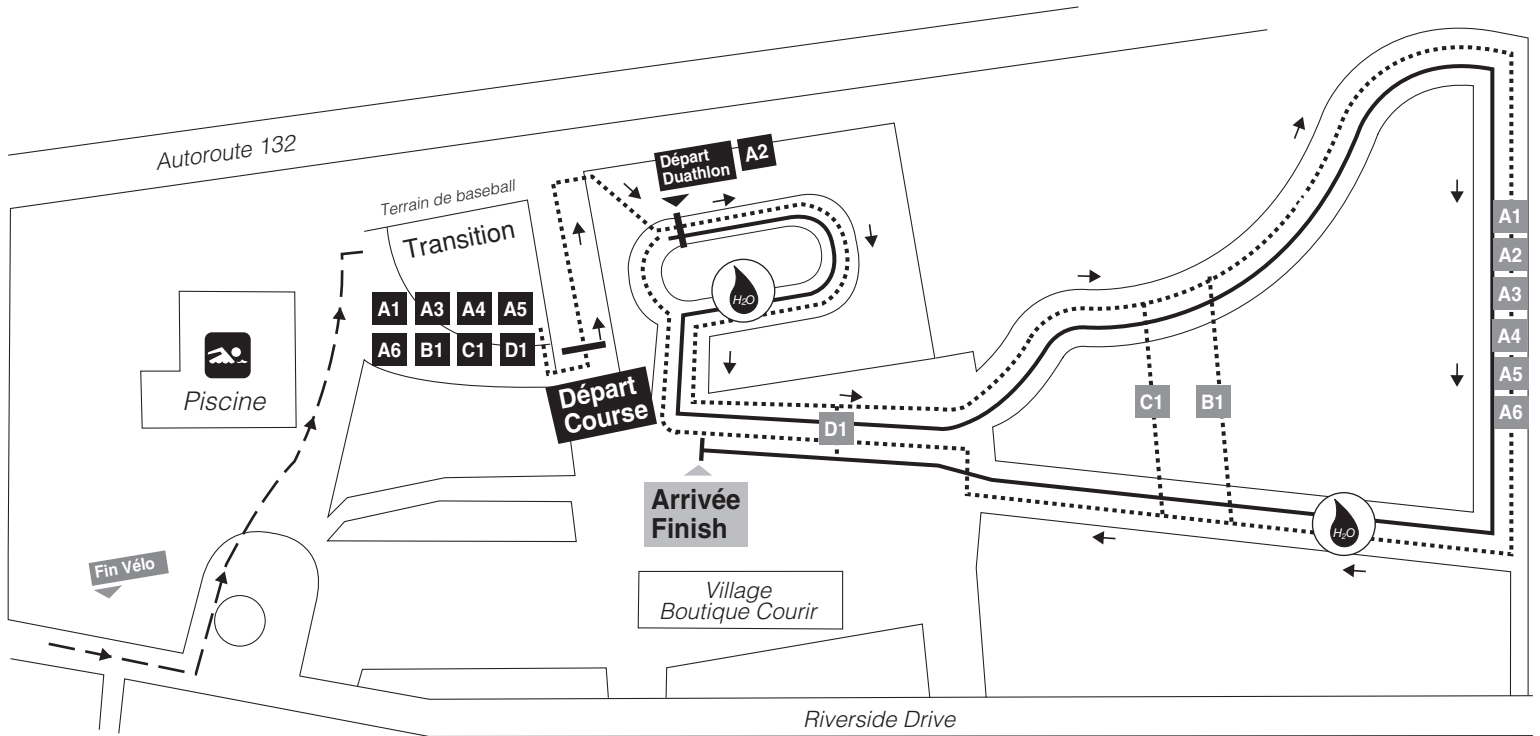 Autoroute 132
Départ
Duathlon
A2
Terrain de baseball
Transition
A1 A3 A4 A5
A6 B1 C1 D1
H2O
A1
A2
A3
A4
A5
A6
Piscine
Départ
Course
C1 B1
D1
Arrivée
Finish
H2O
Fin Vélo
Village
Boutique Courir
Riverside Drive